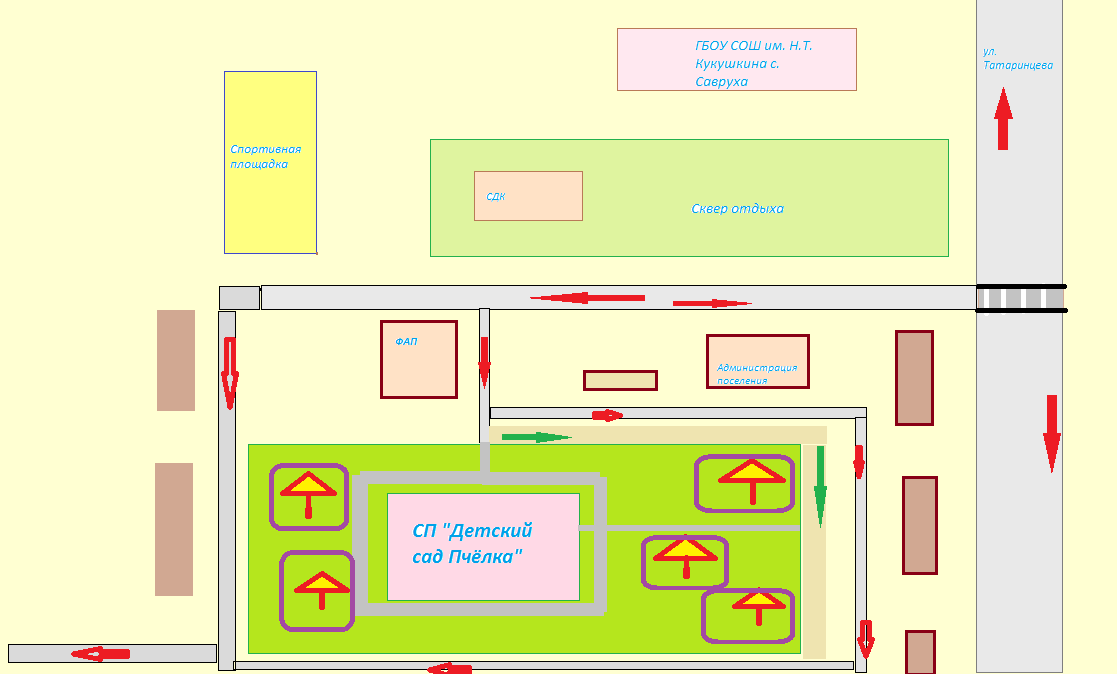 ГБОУ СОШ им. Н.Т.
Кукушкина с.
Савруха
ул.
Татаринцева
Спортивная
площадка
СДК
Сквер отдыха
ФАП
Администрация
поселения
СП "Детский
сад Пчёлка"